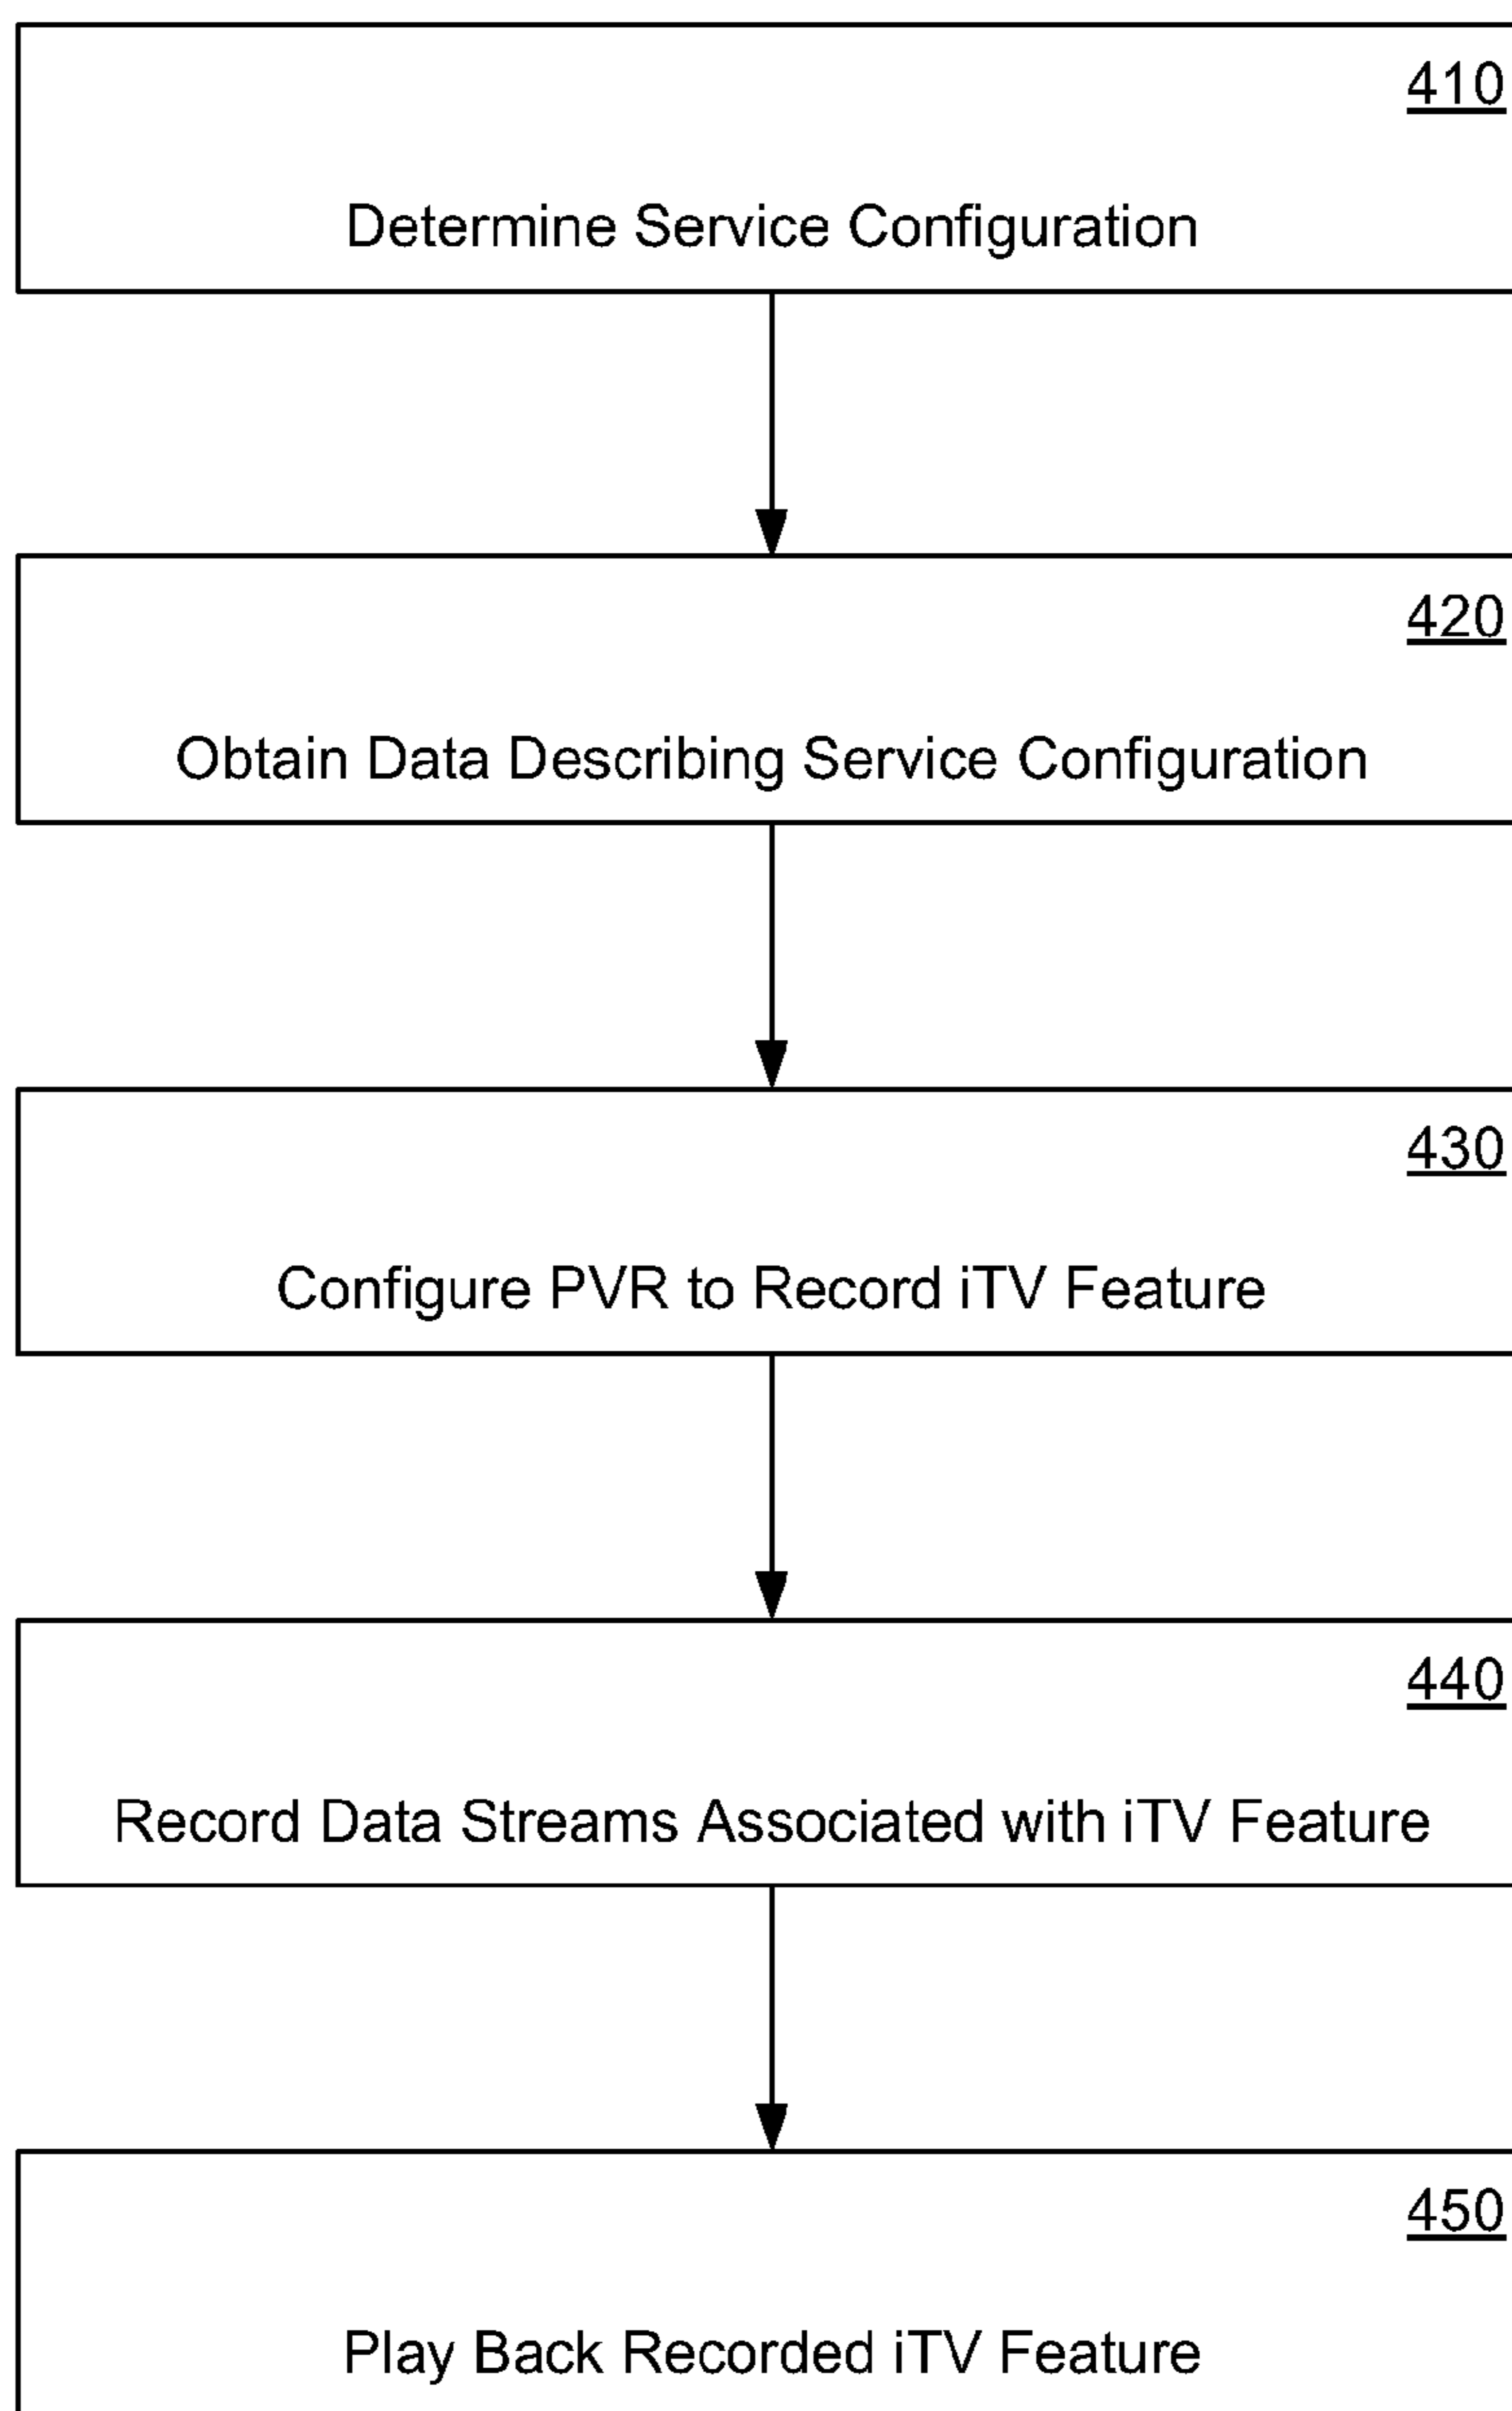 410
Determine Service Configuration
420
Obtain Data Describing Service Configuration
430
Configure PVR to Record iTV Feature
440
Record Data Streams Associated with iTV Feature
450
Play Back Recorded iTV Feature